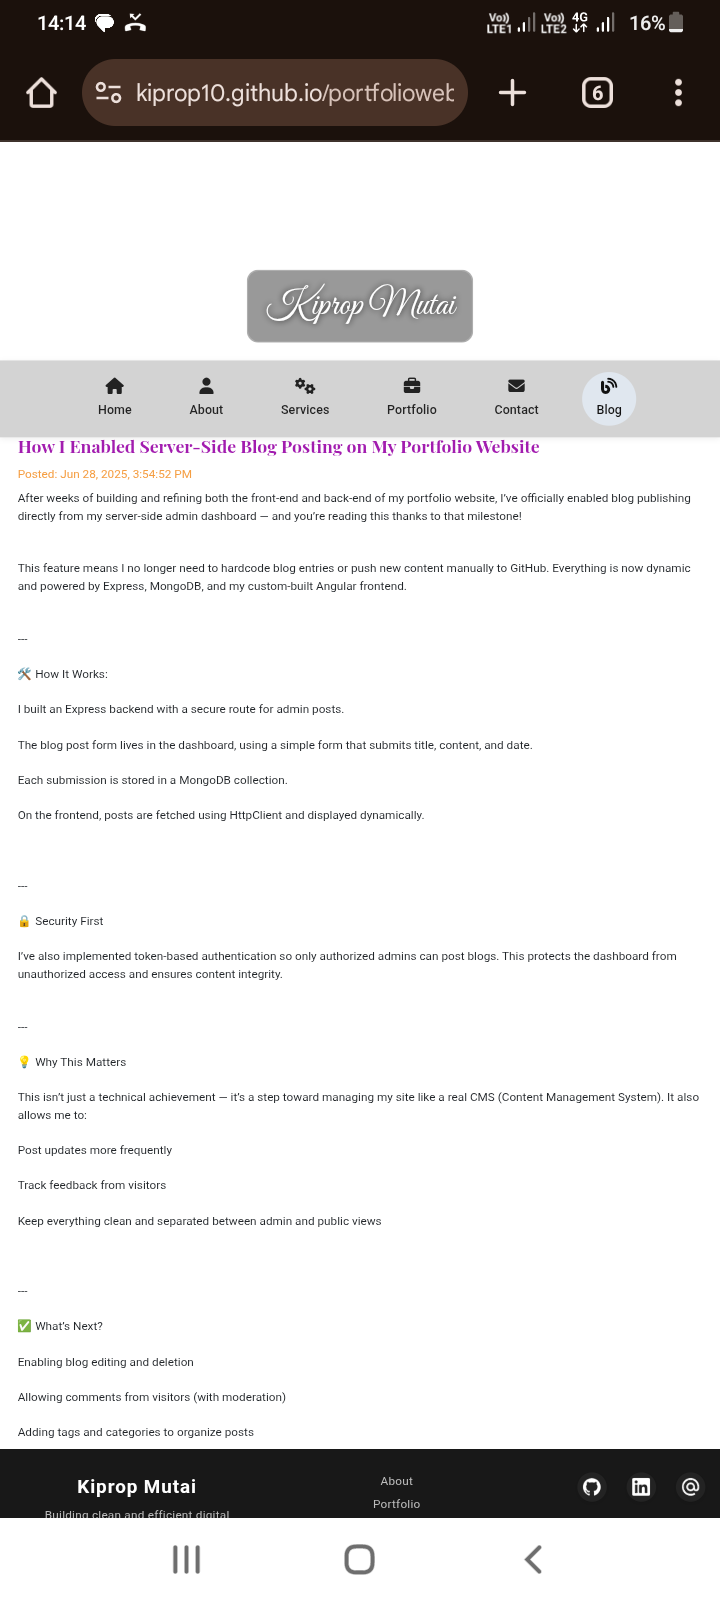 14:14
Vo)) LTE1 Vo)) LTE2 4G 16%
kiprop10.github.io/portfolioweb
6
Kiprop Mutai
Home About Services Portfolio Contact Blog
How I Enabled Server-Side Blog Posting on My Portfolio Website
Posted: Jun 28, 2025, 3:54:52 PM
After weeks of building and refining both the front-end and back-end of my portfolio website, I’ve officially enabled blog publishing
directly from my server-side admin dashboard — and you’re reading this thanks to that milestone!
This feature means I no longer need to hardcode blog entries or push new content manually to GitHub. Everything is now dynamic
and powered by Express, MongoDB, and my custom-built Angular frontend.
---
🛠️ How It Works:
I built an Express backend with a secure route for admin posts.
The blog post form lives in the dashboard, using a simple form that submits title, content, and date.
Each submission is stored in a MongoDB collection.
On the frontend, posts are fetched using HttpClient and displayed dynamically.
---
🔒 Security First
I’ve also implemented token-based authentication so only authorized admins can post blogs. This protects the dashboard from
unauthorized access and ensures content integrity.
---
💡 Why This Matters
This isn’t just a technical achievement — it’s a step toward managing my site like a real CMS (Content Management System). It also
allows me to:
Post updates more frequently
Track feedback from visitors
Keep everything clean and separated between admin and public views
---
✅ What’s Next?
Enabling blog editing and deletion
Allowing comments from visitors (with moderation)
Adding tags and categories to organize posts
Kiprop Mutai
Building clean and efficient digital
About
Portfolio